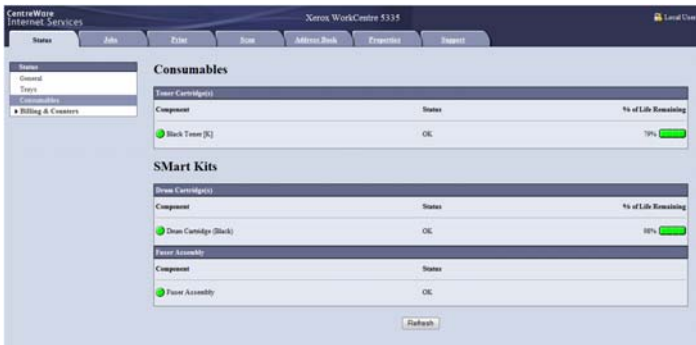 CentreWare
Internet Services
Xerox WorkCentre 5335
Local User
Status Jobs Print Scan Address Book Properties Support
Status
General
Trays
Consumables
Billing & Counters
Consumables
Toner Cartridge(s)
Component Status % of Life Remaining
Black Toner [K] OK 79%
SMart Kits
Drum Cartridge(s)
Component Status % of Life Remaining
Drum Cartridge (Black) OK
Fuser Assembly
Component Status
Fuser Assembly OK
Refresh